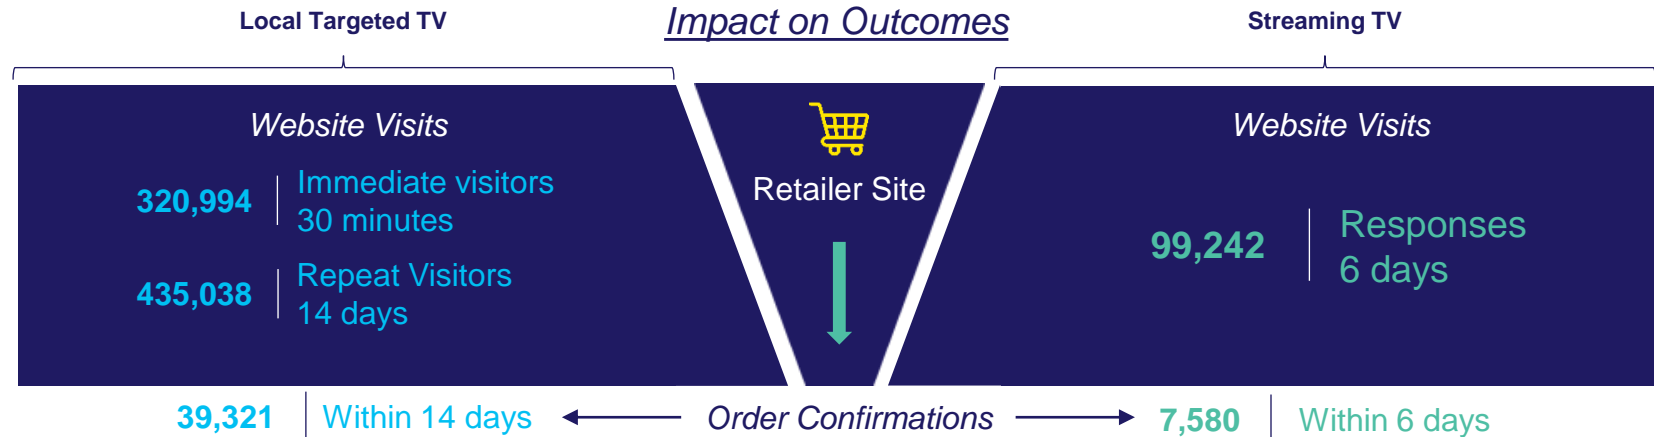 Local Targeted TV
Impact on Outcomes
Streaming TV
Website Visits
320,994
Immediate visitors
30 minutes
435,038
Repeat Visitors
14 days
Retailer Site
Website Visits
99,242
Responses
6 days
39,321
Within 14 days
Order Confirmations
7,580
Within 6 days